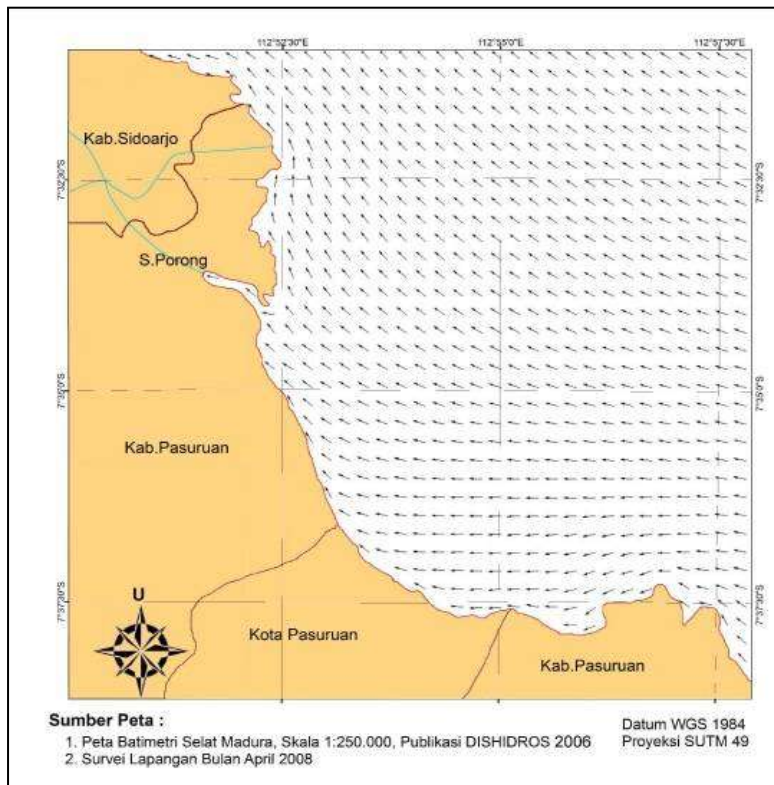 112°52'30"E 112°55'0"E 112°57'30"E
Kab.Sidoarjo
7°32'30"S 7°32'30"S
S.Porong
7°35'0"S 7°35'0"S
Kab.Pasuruan
U
7°37'30"S 7°37'30"S
Kota Pasuruan
Kab.Pasuruan
Sumber Peta :
1. Peta Batimetri Selat Madura, Skala 1:250.000, Publikasi DISHIDROS 2006
2. Survei Lapangan Bulan April 2008
Datum WGS 1984
Proyeksi SUTM 49